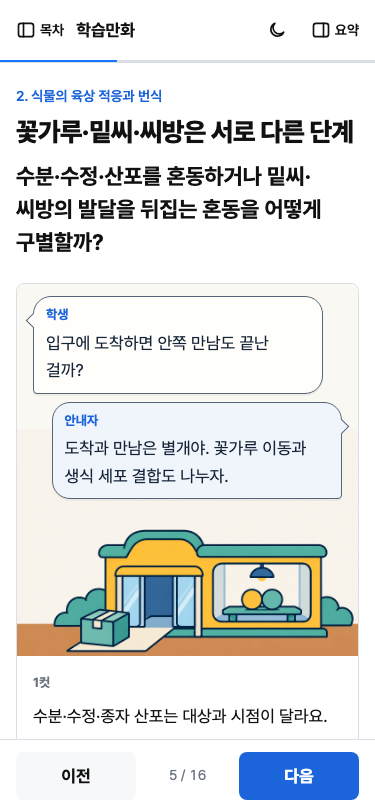 목차 학습만화 요약
2. 식물의 육상 적응과 번식
꽃가루·밑씨·씨방은 서로 다른 단계
수분·수정·산포를 혼동하거나 밑씨·
씨방의 발달을 뒤집는 혼동을 어떻게
구별할까?
학생
입구에 도착하면 안쪽 만남도 끝난
걸까?
안내자
도착과 만남은 별개야. 꽃가루 이동과
생식 세포 결합도 나누자.
1컷
수분·수정·종자 산포는 대상과 시점이 달라요.
이전 5 / 16 다음